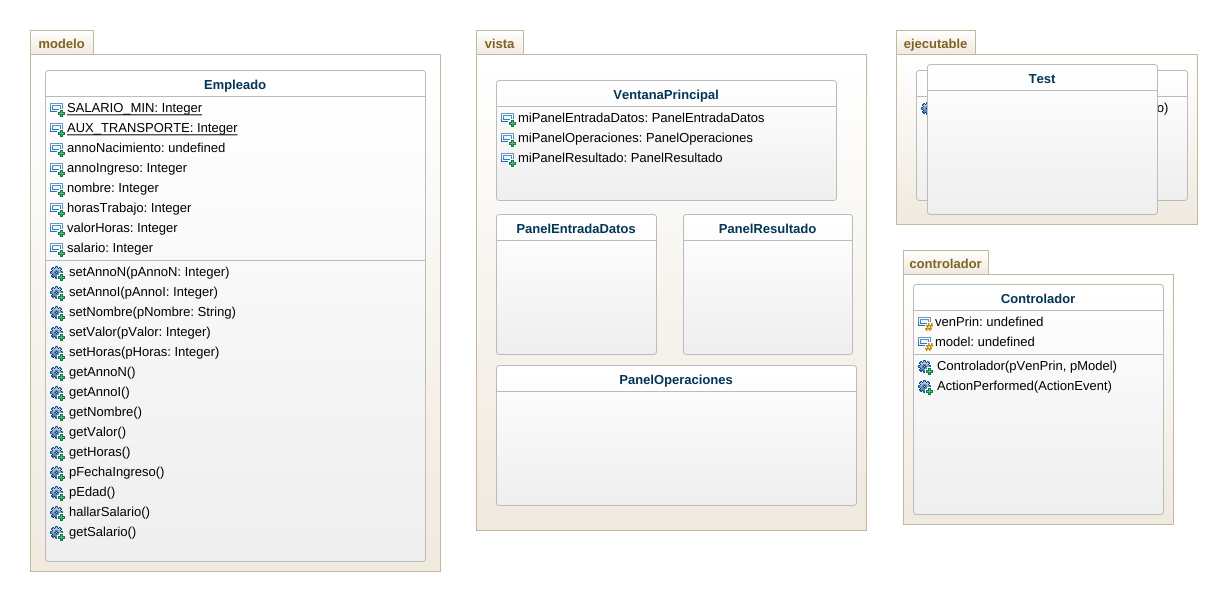 modelo
Empleado
SALARIO_MIN: Integer
AUX_TRANSPORTE: Integer
annoNacimiento: undefined
annoIngreso: Integer
nombre: Integer
horasTrabajo: Integer
valorHoras: Integer
salario: Integer
setAnnoN(pAnnoN: Integer)
setAnnoI(pAnnoI: Integer)
setNombre(pNombre: String)
setValor(pValor: Integer)
setHoras(pHoras: Integer)
getAnnoN()
getAnnoI()
getNombre()
getValor()
getHoras()
pFechaIngreso()
pEdad()
hallarSalario()
getSalario()
vista
VentanaPrincipal
miPanelEntradaDatos: PanelEntradaDatos
miPanelOperaciones: PanelOperaciones
miPanelResultado: PanelResultado
PanelEntradaDatos
PanelResultado
PanelOperaciones
ejecutable
Test
controlador
Controlador
venPrin: undefined
model: undefined
Controlador(pVenPrin, pModel)
ActionPerformed(ActionEvent)